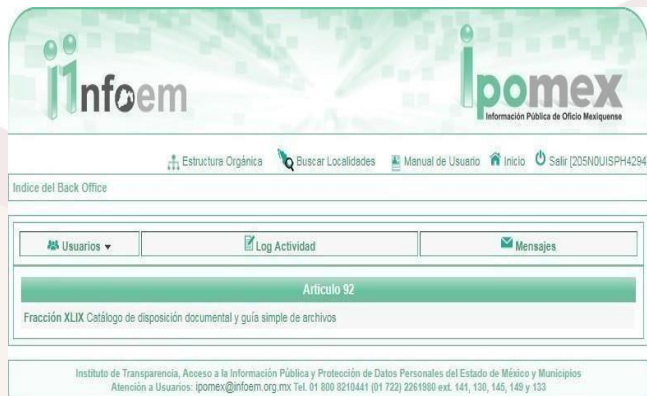 infoem
ipomex
Información Pública de Oficio Mexiquense
Estructura Orgánica Buscar Localidades Manual de Usuario Inicio Salir [205N0UISPH4294
Indice del Back Office
Usuarios Log Actividad Mensajes
Articulo 92
Fracción XLIX Catálogo de disposición documental y guía simple de archivos
Instituto de Transparencia, Acceso a la Información Pública y Protección de Datos Personales del Estado de México y Municipios
Atención a Usuarios: ipomex@infoem.org.mx Tel. 01 800 8210441 (01 722) 2261980 ext. 141, 130, 145, 149 y 133